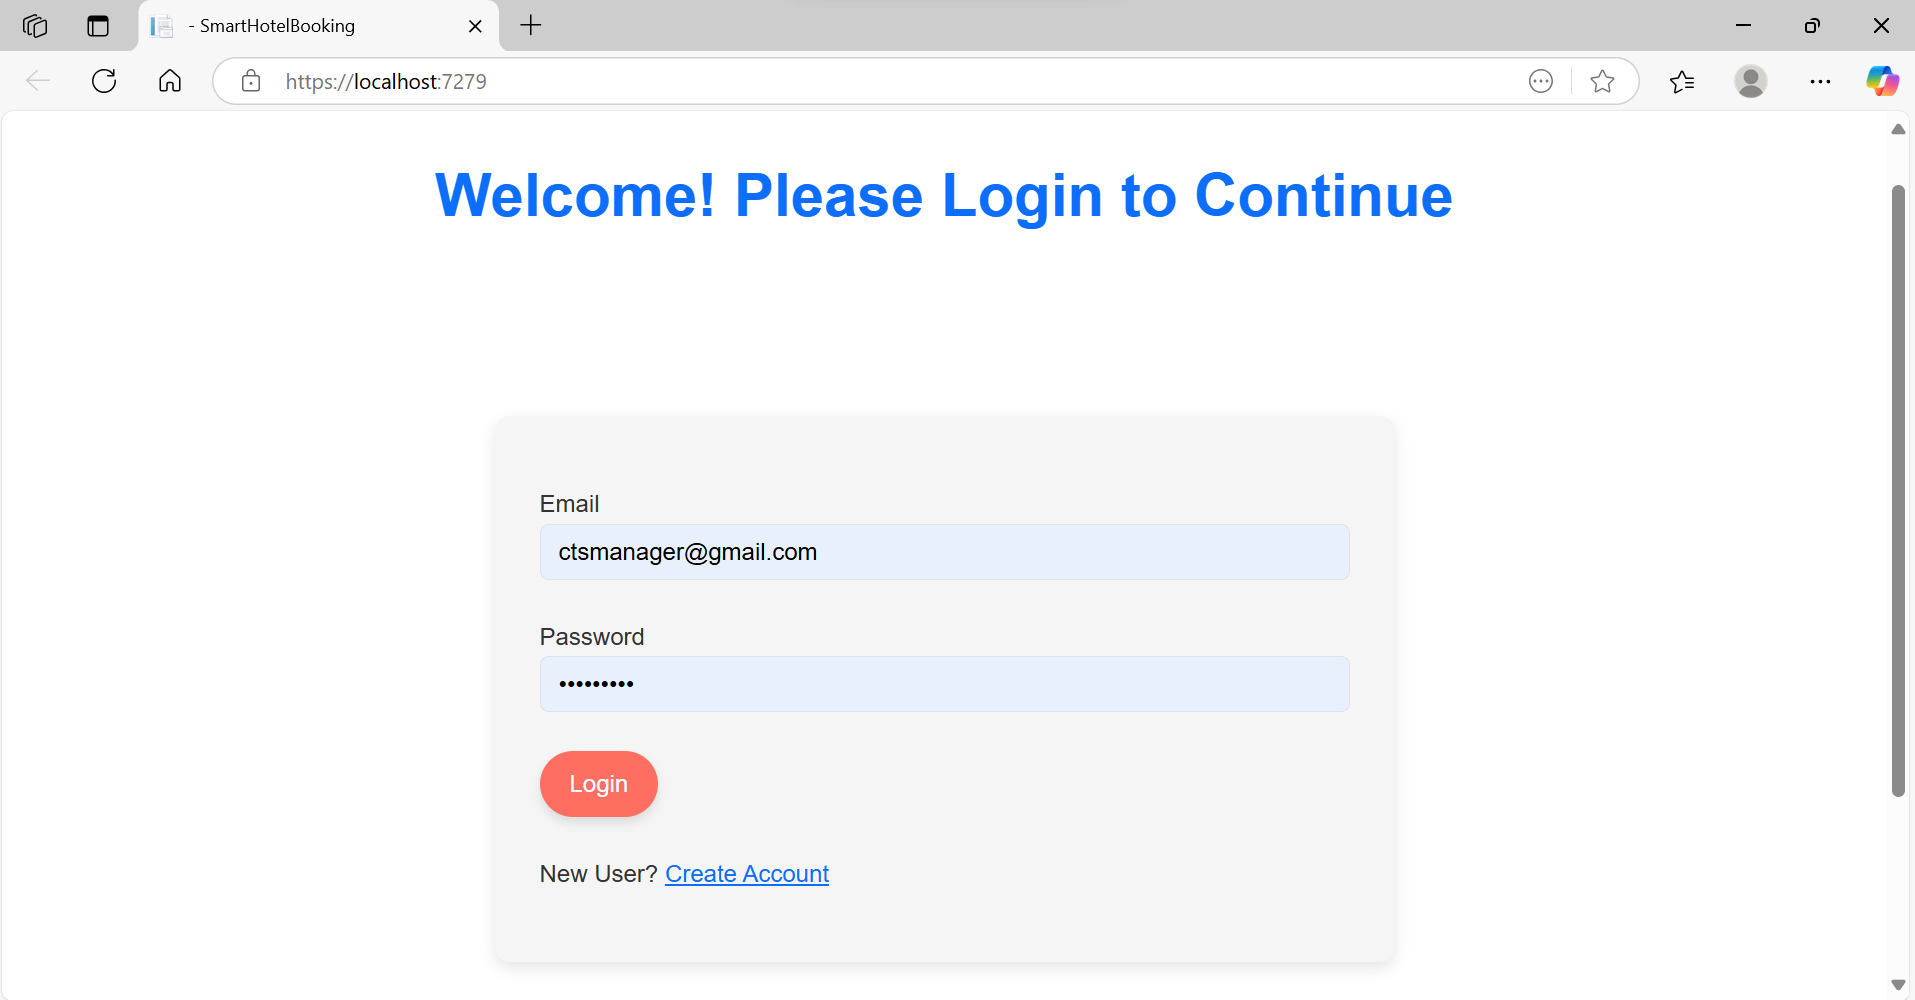 - SmartHotelBooking
https://localhost:7279
Welcome! Please Login to Continue
Email
ctsmanager@gmail.com
Password
•••••••••
Login
New User? Create Account